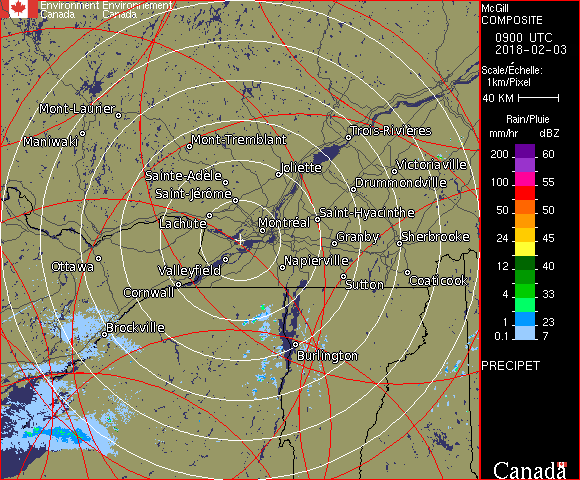 Environment Environnement
Canada Canada
McGill
COMPOSITE
0900 UTC
2018-02-03
Scale/Échelle:
1km/Pixel
40 KM
Rain/Pluie
mm/hr dBZ
200 60
150 57
100 55
50 50
24 45
12 40
4 33
1 23
0.1 7
PRECIPET
Canada
Mont-Laurier
Maniwaki
Mont-Tremblant
Trois-Rivières
Joliette
Victoriaville
Sainte-Adèle
Drummondville
Saint-Jérôme
Saint-Hyacinthe
Lachute
Montréal
Granby
Sherbrooke
Ottawa
Valleyfield
Napierville
Cornwall
Sutton
Coaticook
Brockville
Burlington